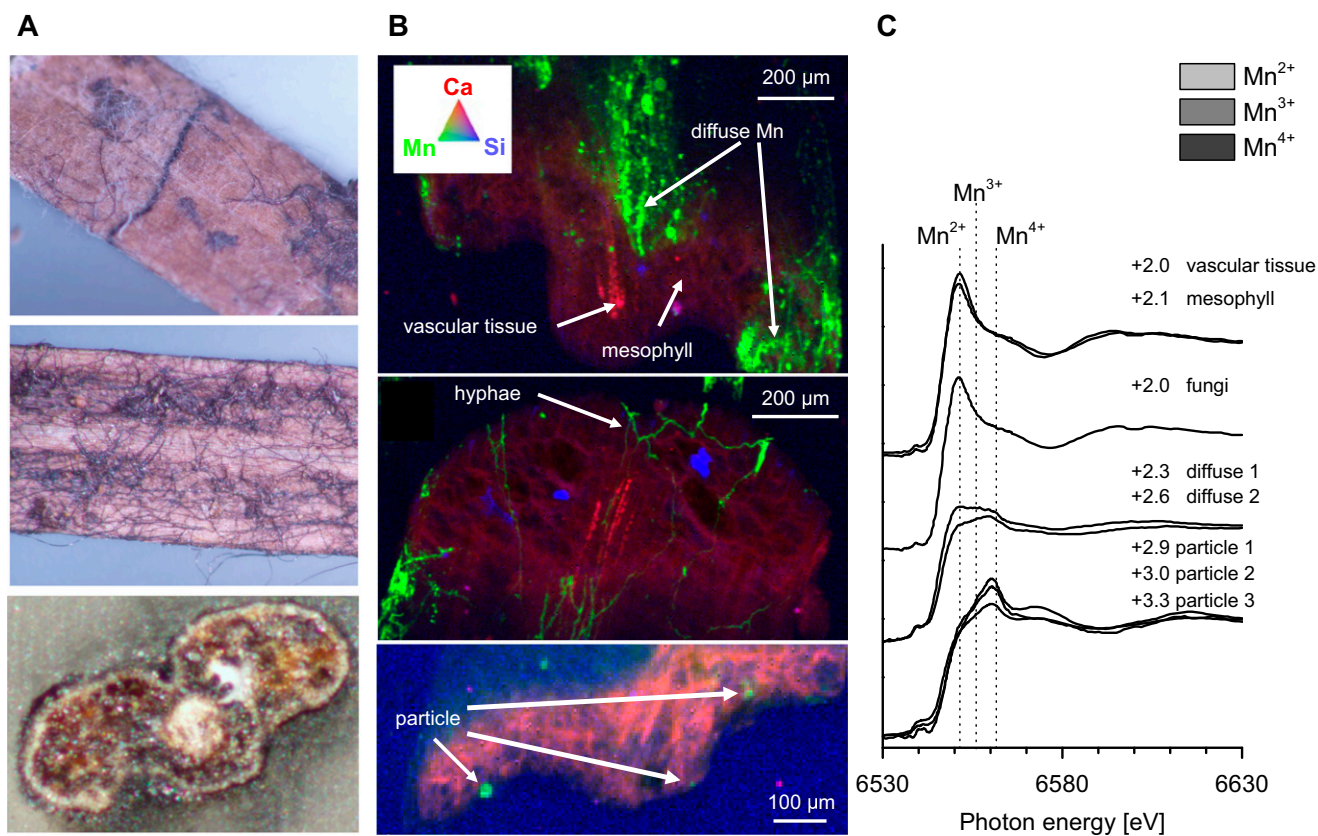 A
B
C
Ca
Mn
Si
200 µm
diffuse Mn
vascular tissue
mesophyll
hyphae
200 µm
particle
100 µm
Mn2+
Mn3+
Mn4+
Mn3+
Mn2+
Mn4+
+2.0 vascular tissue
+2.1 mesophyll
+2.0 fungi
+2.3 diffuse 1
+2.6 diffuse 2
+2.9 particle 1
+3.0 particle 2
+3.3 particle 3
6530 6580 6630
Photon energy [eV]